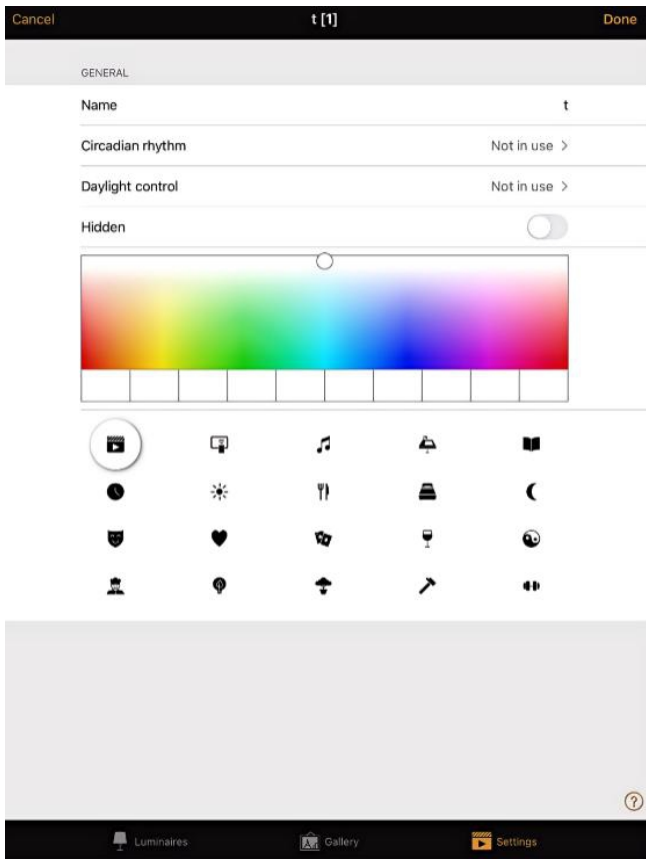 Cancel t [1] Done
GENERAL
Name t
Circadian rhythm Not in use >
Daylight control Not in use >
Hidden
?
Luminaires Gallery Settings